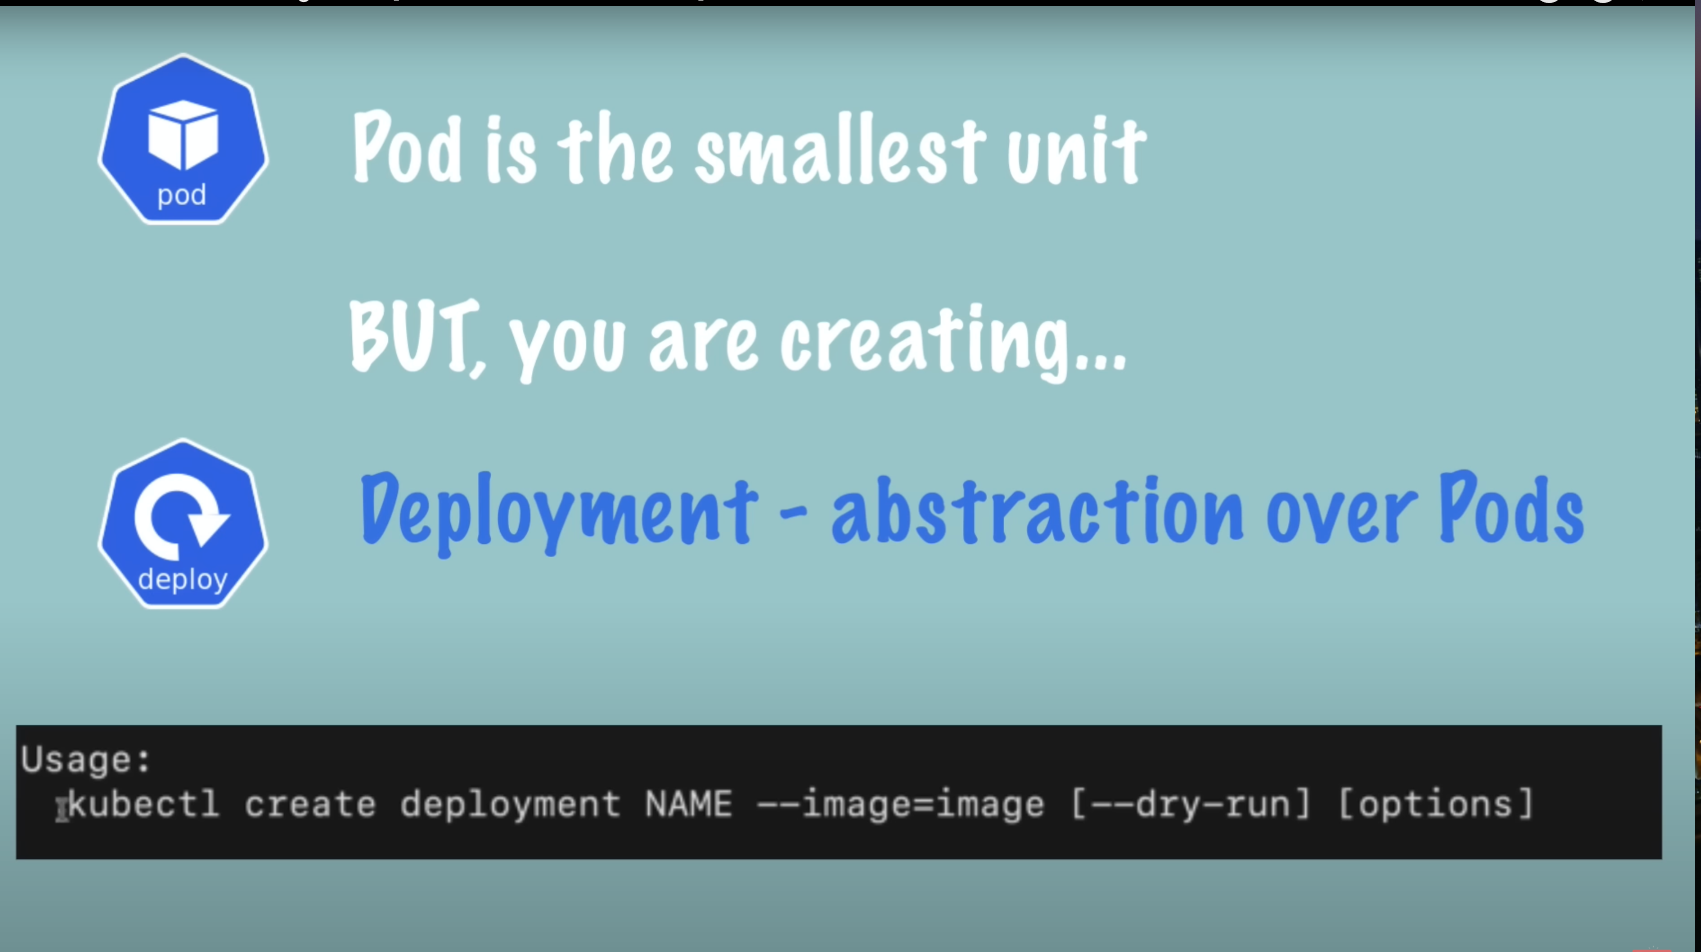 pod
Pod is the smallest unit
BUT, you are creating...
deploy
Deployment - abstraction over Pods
Usage:
kubectl create deployment NAME --image=image [--dry-run] [options]